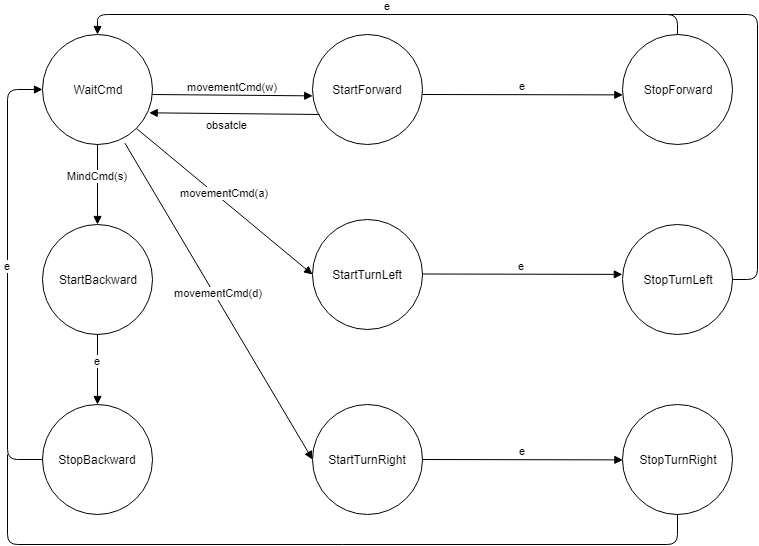 e
WaitCmd
movementCmd(w)
StartForward
e
StopForward
obsatcle
MindCmd(s)
movementCmd(a)
e
StartBackward
movementCmd(d)
StartTurnLeft
e
StopTurnLeft
e
StopBackward
StartTurnRight
e
StopTurnRight